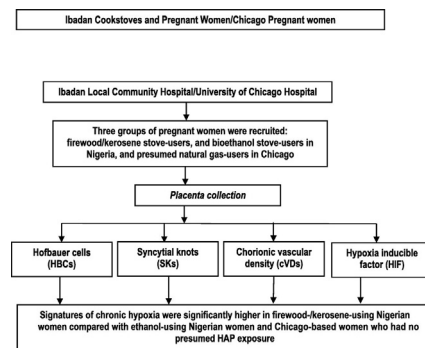 Ibadan Cookstoves and Pregnant Women/Chicago Pregnant women
Ibadan Local Community Hospital/University of Chicago Hospital
Three groups of pregnant women were recruited:
firewood/kerosene stove-users, and bioethanol stove-users in
Nigeria, and presumed natural gas-users in Chicago
Placenta collection
Hofbauer cells
(HBCs)
Syncytial knots
(SKs)
Chorionic vascular
density (cVDs)
Hypoxia inducible
factor (HIF)
Signatures of chronic hypoxia were significantly higher in firewood-/kerosene-using Nigerian
women compared with ethanol-using Nigerian women and Chicago-based women who had no
presumed HAP exposure